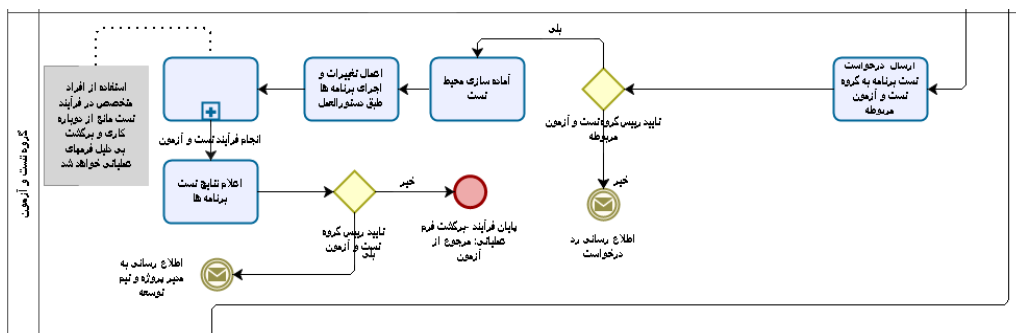 گروه تست و آزمون
ارسال درخواست
تست برنامه به گروه
تست و آزمون
مربوطه
تایید رییس گروه تست و آزمون
مربوطه
بلی
خیر
اطلاع رسانی رد
درخواست
آماده سازی محیط
تست
اعمال تغییرات و
اجرای برنامه ها
طبق دستورالعمل
انجام فرآیند تست و آزمون
استفاده از افراد
متخصص در فرآیند
تست مانع از دوباره
کاری و برگشت
بی دلیل فرمهای
عملیاتی خواهد شد
اعلام نتایج تست
برنامه ها
تایید رییس گروه
تست و آزمون
خیر
بلی
پایان فرآیند -برگشت فرم
عملیاتی: مرجوع از
آزمون
اطلاع رسانی به
مدیر پروژه و تیم
توسعه